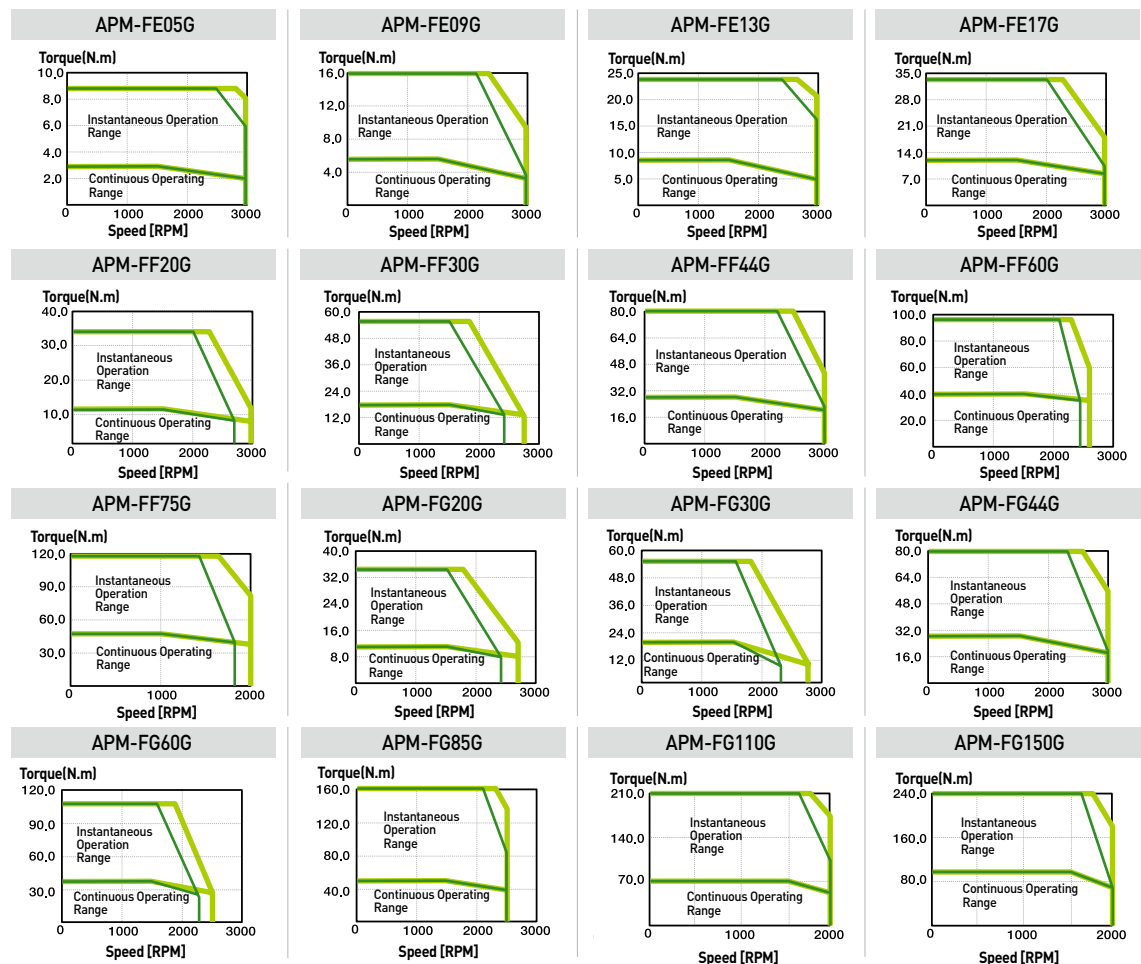 APM-FE05G
Torque(N.m)
10,0
8,0
6,0
4,0
2,0
Instantaneous Operation
Range
Continuous Operating
Range
0 1000 2000 3000
Speed [RPM]
APM-FE09G
Torque(N.m)
16,0
12,0
8,0
4,0
Instantaneous Operation
Range
Continuous Operating
Range
0 1000 2000 3000
Speed [RPM]
APM-FE13G
Torque(N.m)
25,0
20,0
15,0
10,0
5,0
Instantaneous Operation
Range
Continuous Operating
Range
0 1000 2000 3000
Speed [RPM]
APM-FE17G
Torque(N.m)
35,0
28,0
21,0
14,0
7,0
Instantaneous Operation
Range
Continuous Operating
Range
0 1000 2000 3000
Speed [RPM]
APM-FF20G
Torque(N.m)
40,0
30,0
20,0
10,0
Instantaneous
Operation
Range
Continuous Operating
Range
0 1000 2000 3000
Speed [RPM]
APM-FF30G
Torque(N.m)
60,0
48,0
36,0
24,0
12,0
Instantaneous
Operation
Range
Continuous Operating
Range
0 1000 2000 3000
Speed [RPM]
APM-FF44G
Torque(N.m)
80,0
64,0
48,0
32,0
16,0
Instantaneous Operation
Range
Continuous Operating
Range
0 1000 2000 3000
Speed [RPM]
APM-FF60G
Torque(N.m)
100,0
80,0
60,0
40,0
20,0
Instantaneous
Operation
Range
Continuous Operating
Range
0 1000 2000 3000
Speed [RPM]
APM-FF75G
Torque(N.m)
120,0
90,0
60,0
30,0
Instantaneous
Operation
Range
Continuous Operating
Range
0 1000 2000
Speed [RPM]
APM-FG20G
Torque(N.m)
40,0
32,0
24,0
16,0
8,0
Instantaneous
Operation
Range
Continuous Operating
Range
0 1000 2000 3000
Speed [RPM]
APM-FG30G
Torque(N.m)
60,0
48,0
36,0
24,0
12,0
Instantaneous
Operation
Range
Continuous Operating
Range
0 1000 2000 3000
Speed [RPM]
APM-FG44G
Torque(N.m)
80,0
64,0
48,0
32,0
16,0
Instantaneous
Operation
Range
Continuous Operating
Range
0 1000 2000 3000
Speed [RPM]
APM-FG60G
Torque(N.m)
120,0
90,0
60,0
30,0
Instantaneous
Operation
Range
Continuous Operating
Range
0 1000 2000 3000
Speed [RPM]
APM-FG85G
Torque(N.m)
160,0
120,0
80,0
40,0
Instantaneous
Operation
Range
Continuous Operating
Range
0 1000 2000 3000
Speed [RPM]
APM-FG110G
Torque(N.m)
210,0
140,0
70,0
Instantaneous
Operation
Range
Continuous Operating
Range
0 1000 2000
Speed [RPM]
APM-FG150G
Torque(N.m)
240,0
160,0
80,0
Instantaneous
Operation
Range
Continuous Operating
Range
0 1000 2000
Speed [RPM]